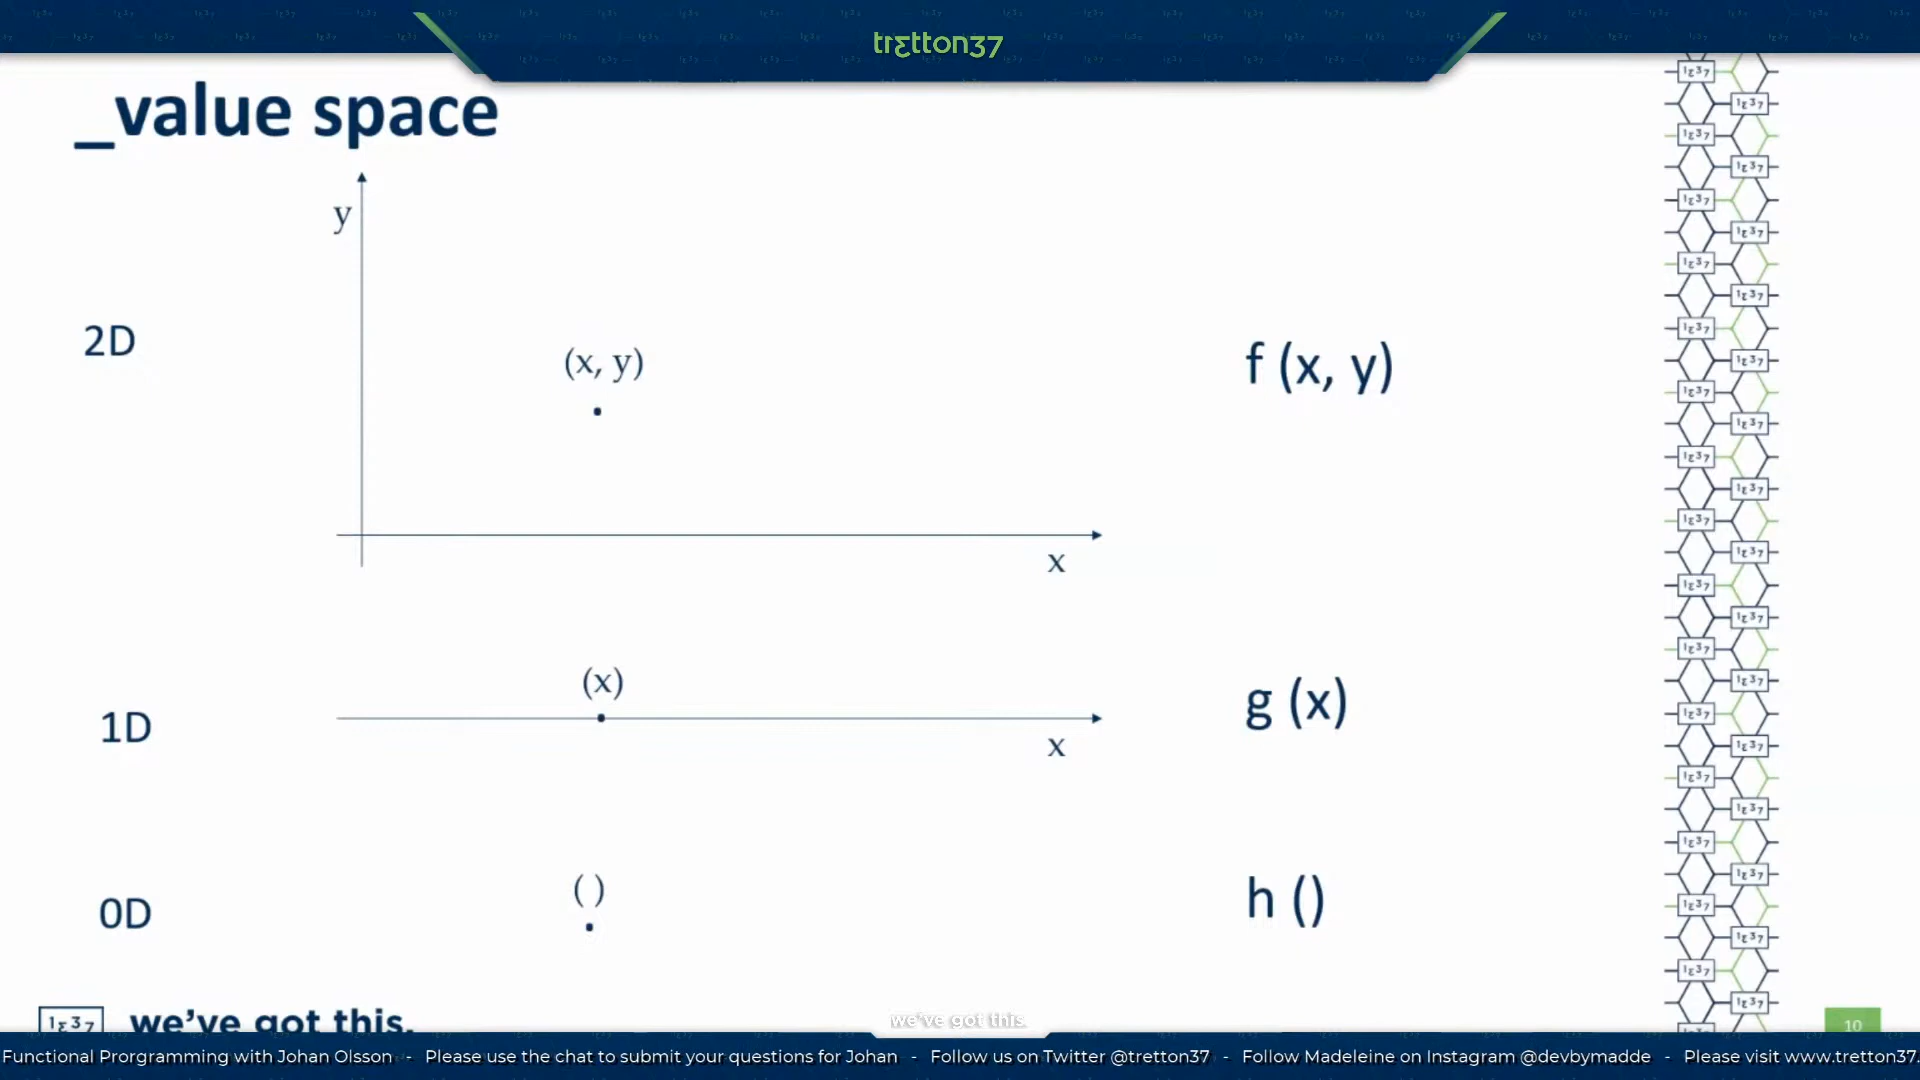 trɛtton37
_value space
y
2D
(x, y)
f (x, y)
x
(x)
g (x)
1D
x
( )
h ()
0D
1ɛ37 we've got this.
we've got this.
10
Functional Prorgramming with Johan Olsson - Please use the chat to submit your questions for Johan - Follow us on Twitter @tretton37 - Follow Madeleine on Instagram @devbymadde - Please visit www.tretton37.